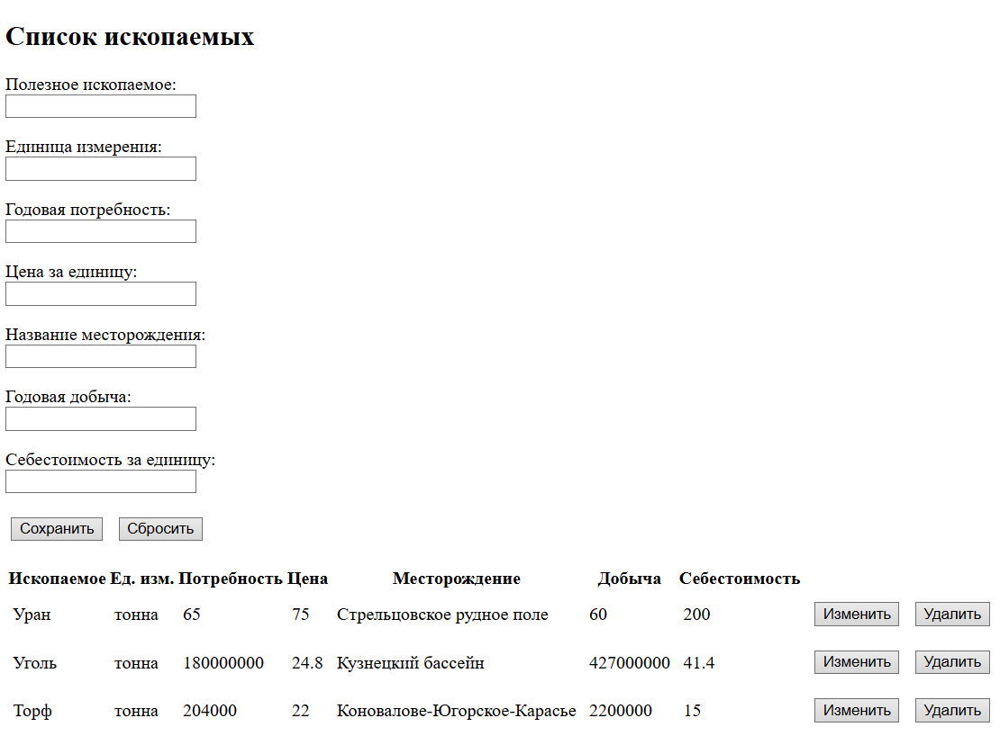 Список ископаемых
Полезное ископаемое:
Единица измерения:
Годовая потребность:
Цена за единицу:
Название месторождения:
Годовая добыча:
Себестоимость за единицу:
Сохранить Сбросить
Ископаемое Ед. изм. Потребность Цена Месторождение Добыча Себестоимость
Уран тонна 65 75 Стрельцовское рудное поле 60 200 Изменить Удалить
Уголь тонна 180000000 24.8 Кузнецкий бассейн 427000000 41.4 Изменить Удалить
Торф тонна 204000 22 Коновалове-Югорское-Карасье 2200000 15 Изменить Удалить